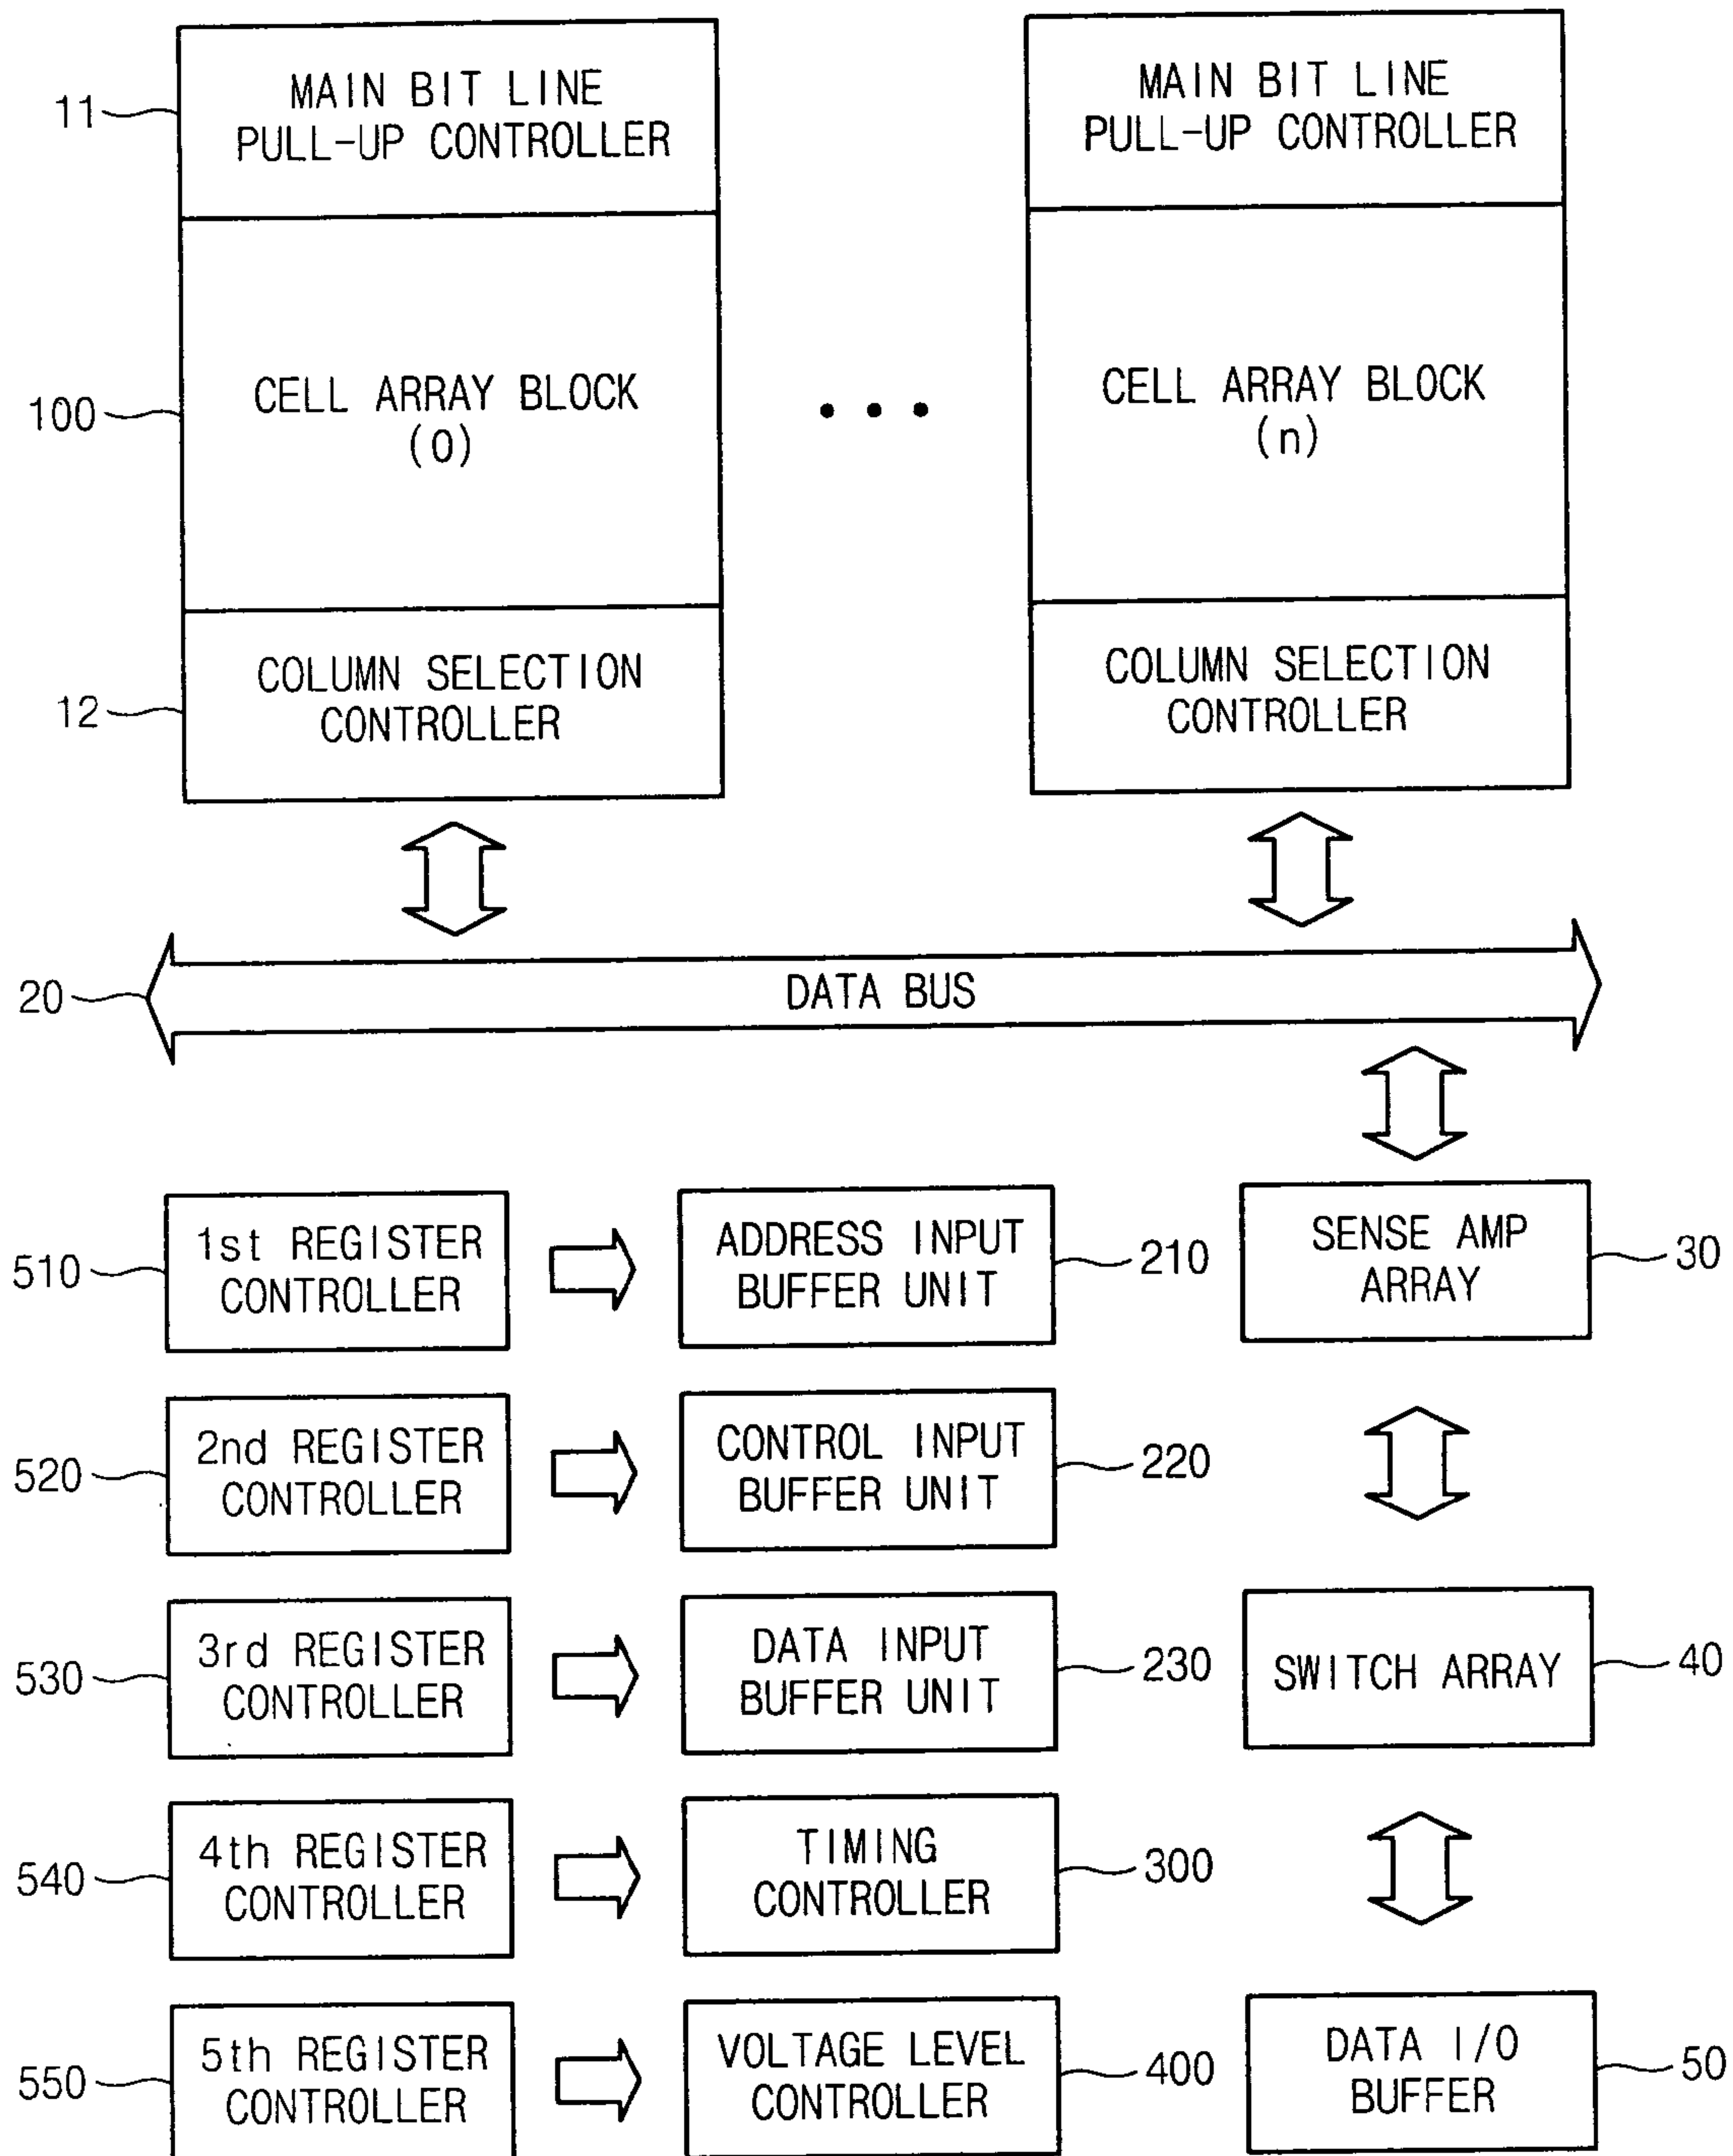 MAIN BIT LINE
PULL-UP CONTROLLER
11
CELL ARRAY BLOCK
(0)
100
COLUMN SELECTION
CONTROLLER
12
• • •
MAIN BIT LINE
PULL-UP CONTROLLER
CELL ARRAY BLOCK
(n)
COLUMN SELECTION
CONTROLLER
20
DATA BUS
510
1st REGISTER
CONTROLLER
ADDRESS INPUT
BUFFER UNIT
210
SENSE AMP
ARRAY
30
520
2nd REGISTER
CONTROLLER
CONTROL INPUT
BUFFER UNIT
220
530
3rd REGISTER
CONTROLLER
DATA INPUT
BUFFER UNIT
230
SWITCH ARRAY
40
540
4th REGISTER
CONTROLLER
TIMING
CONTROLLER
300
550
5th REGISTER
CONTROLLER
VOLTAGE LEVEL
CONTROLLER
400
DATA I/O
BUFFER
50